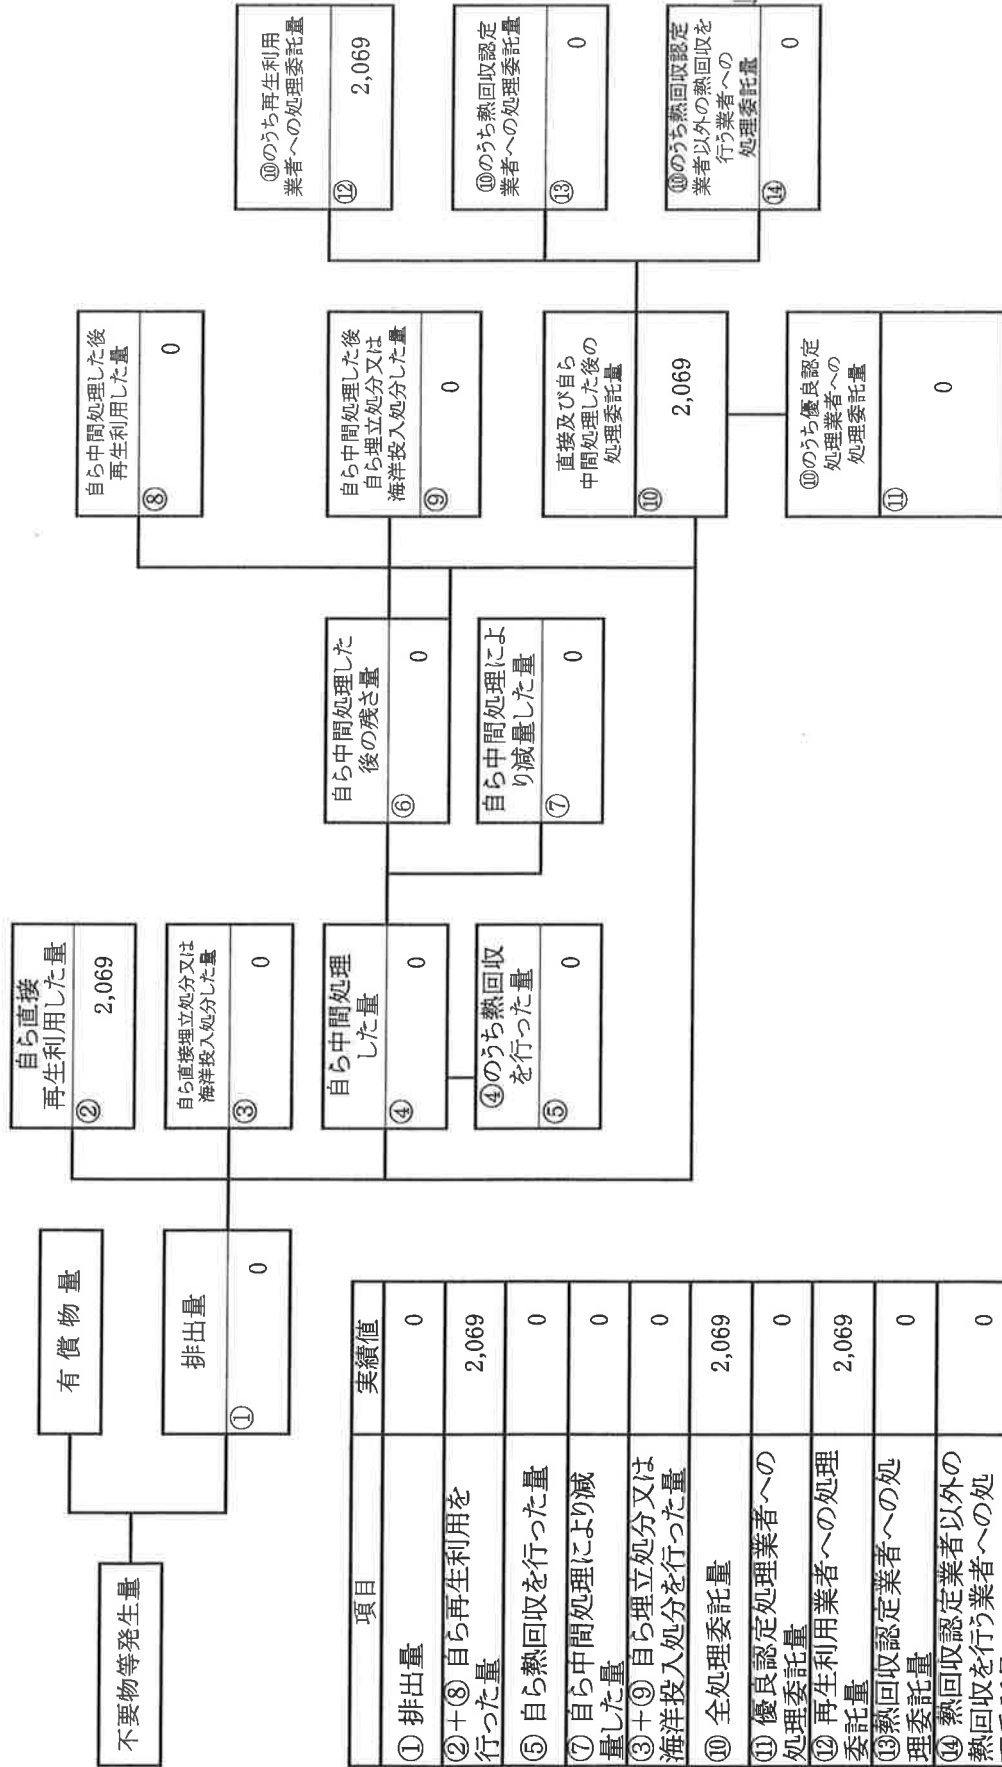 不要物等発生量
有償物量
排出量
①
0
自ら直接
再生利用した量
②
2,069
自ら直接埋立処分又は
海洋投入処分した量
③
0
自ら中間処理
した量
④
0
④のうち熱回収
を行った量
⑤
0
自ら中間処理した
後の残さ量
⑥
0
自ら中間処理によ
り減量した量
⑦
0
自ら中間処理した後
再生利用した量
⑧
0
自ら中間処理した後
自ら埋立処分又は
海洋投入処分した量
⑨
0
直接及び自ら
中間処理した後の
処理委託量
⑩
2,069
⑩のうち優良認定
処理業者への
処理委託量
⑪
0
⑩のうち再生利用
業者への処理委託量
⑫
2,069
⑩のうち熱回収認定
業者への処理委託量
⑬
0
⑩のうち熱回収認定
業者以外の熱回収を
行う業者への
処理委託量
⑭
0
項目 実績値
①排出量 0
②+⑧自ら再生利用を
行った量 2,069
⑤自ら熱回収を行った量 0
⑦自ら中間処理により減
量した量 0
③+⑨自ら埋立処分又は
海洋投入処分を行った量 0
⑩全処理委託量 2,069
⑪優良認定処理業者への
処理委託量 0
⑫再生利用業者への処理
委託量 2,069
⑬熱回収認定業者への処
理委託量 0
⑭熱回収認定業者以外の
熱回収を行う業者への処 0